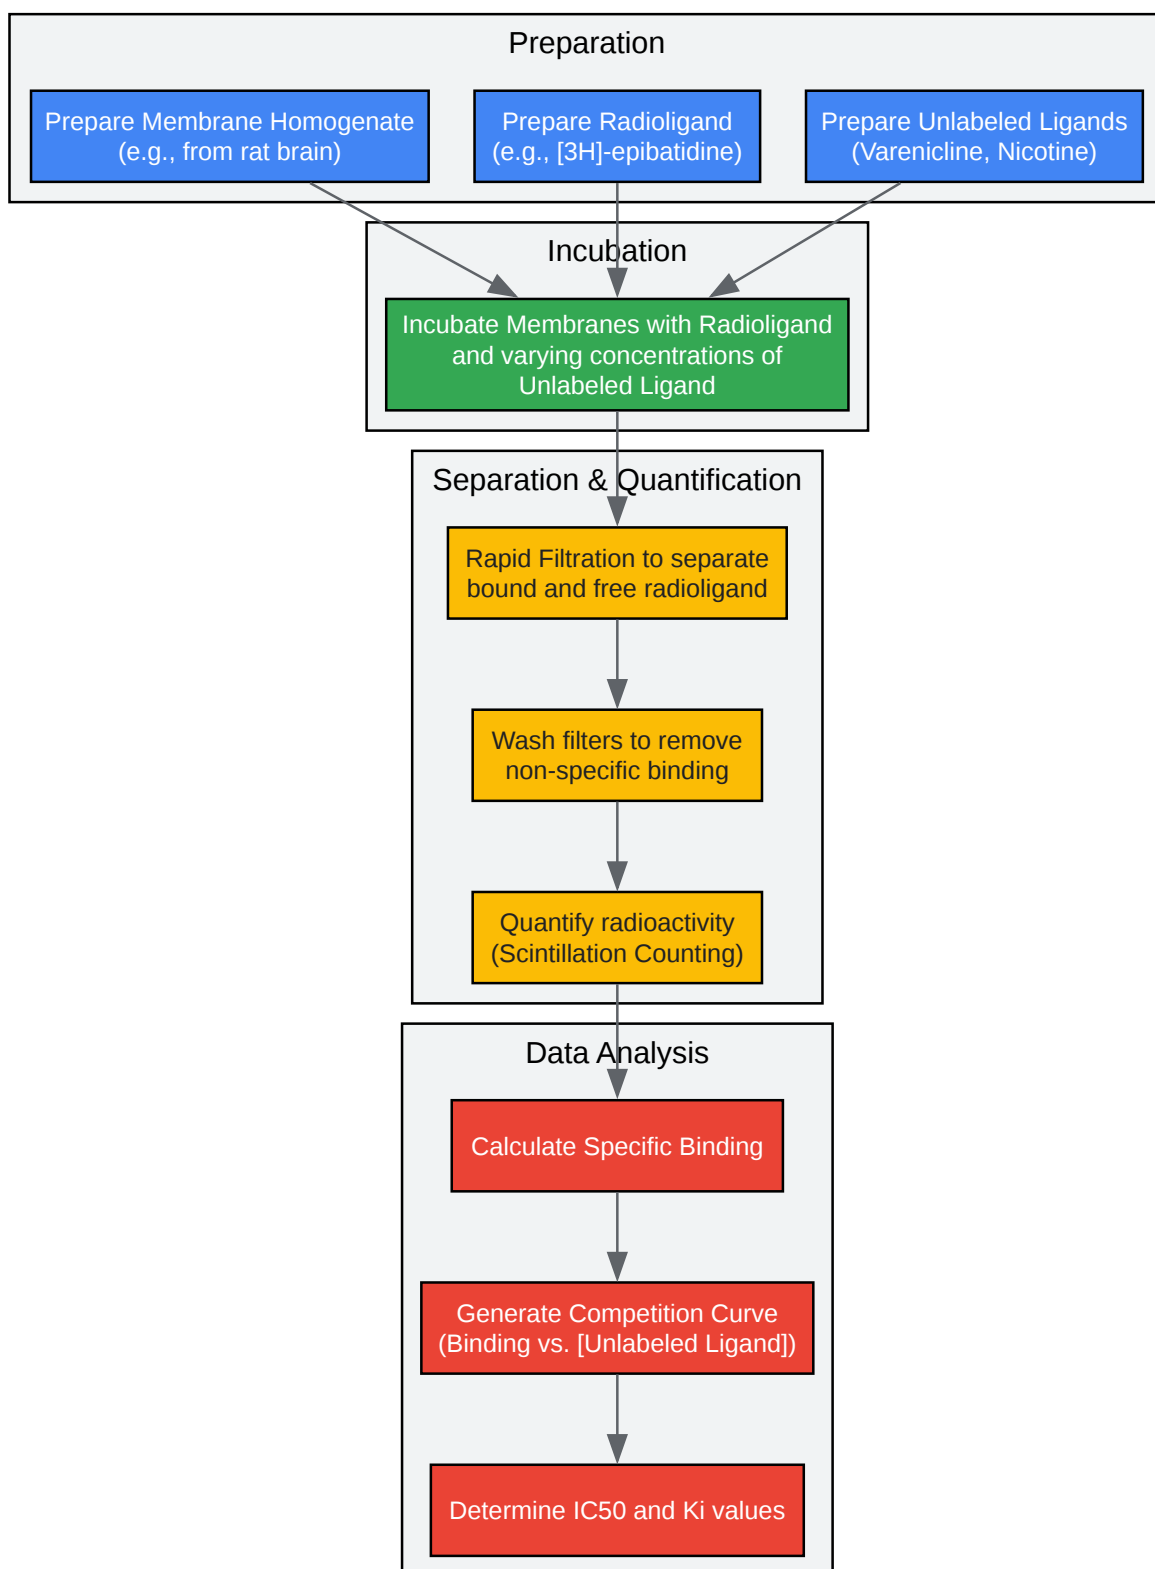 Preparation
Prepare Membrane Homogenate
(e.g., from rat brain)
Prepare Radioligand
(e.g., [3H]-epibatidine)
Prepare Unlabeled Ligands
(Varenicline, Nicotine)
Incubation
Incubate Membranes with Radioligand
and varying concentrations of
Unlabeled Ligand
Separation & Quantification
Rapid Filtration to separate
bound and free radioligand
Wash filters to remove
non-specific binding
Quantify radioactivity
(Scintillation Counting)
Data Analysis
Calculate Specific Binding
Generate Competition Curve
(Binding vs. [Unlabeled Ligand])
Determine IC50 and Ki values